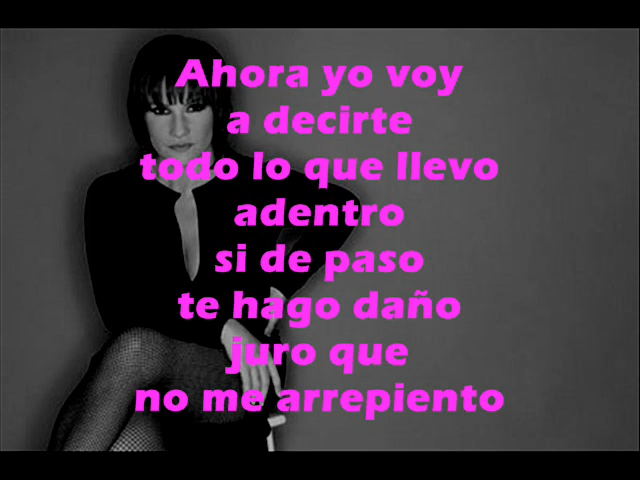 Ahora yo voy
a decirte
todo lo que llevo
adentro
si de paso
te hago daño
juro que
no me arrepiento